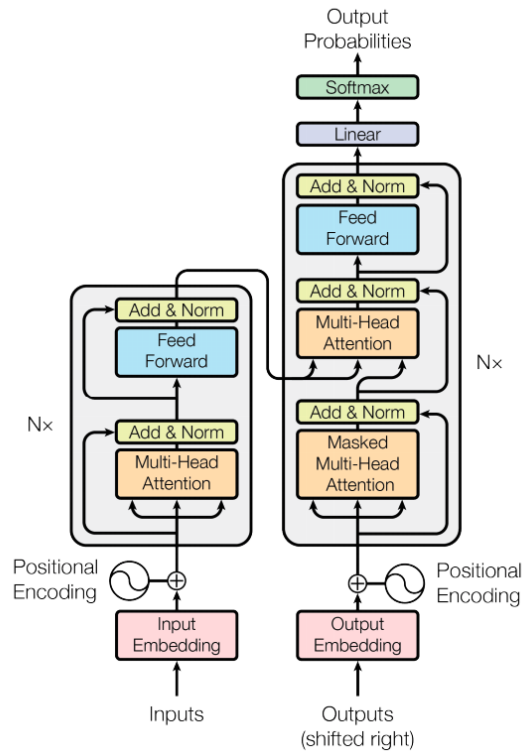 Output
Probabilities
Softmax
Linear
Add & Norm
Feed
Forward
Add & Norm
Multi-Head
Attention
Add & Norm
Masked
Multi-Head
Attention
Nx
Add & Norm
Feed
Forward
Add & Norm
Multi-Head
Attention
Nx
Positional
Encoding
Positional
Encoding
Input
Embedding
Output
Embedding
Inputs
Outputs
(shifted right)